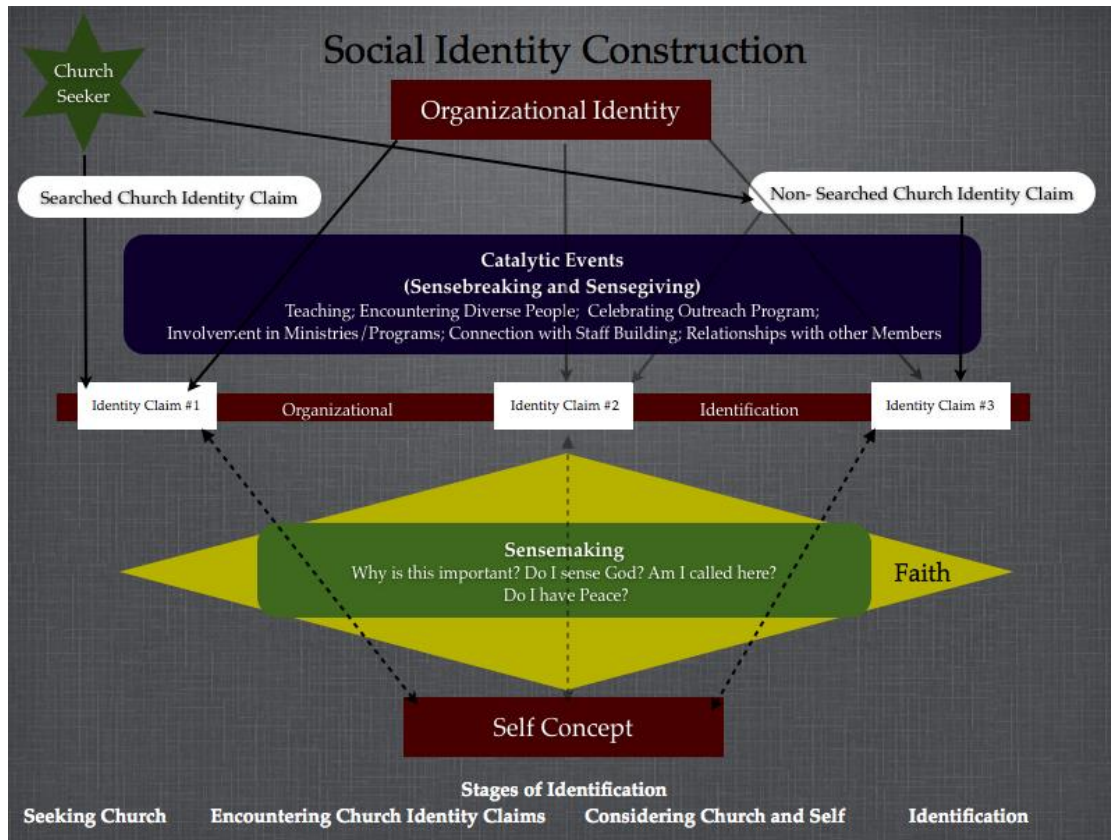 Social Identity Construction
Church
Seeker
Organizational Identity
Searched Church Identity Claim
Non- Searched Church Identity Claim
Catalytic Events
(Sensebreaking and Sensegiving)
Teaching; Encountering Diverse People; Celebrating Outreach Program;
Involvement in Ministries/Programs; Connection with Staff Building; Relationships with other Members
Identity Claim #1
Organizational
Identity Claim #2
Identification
Identity Claim #3
Sensemaking
Why is this important? Do I sense God? Am I called here?
Do I have Peace?
Faith
Self Concept
Stages of Identification
Seeking Church
Encountering Church Identity Claims
Considering Church and Self
Identification